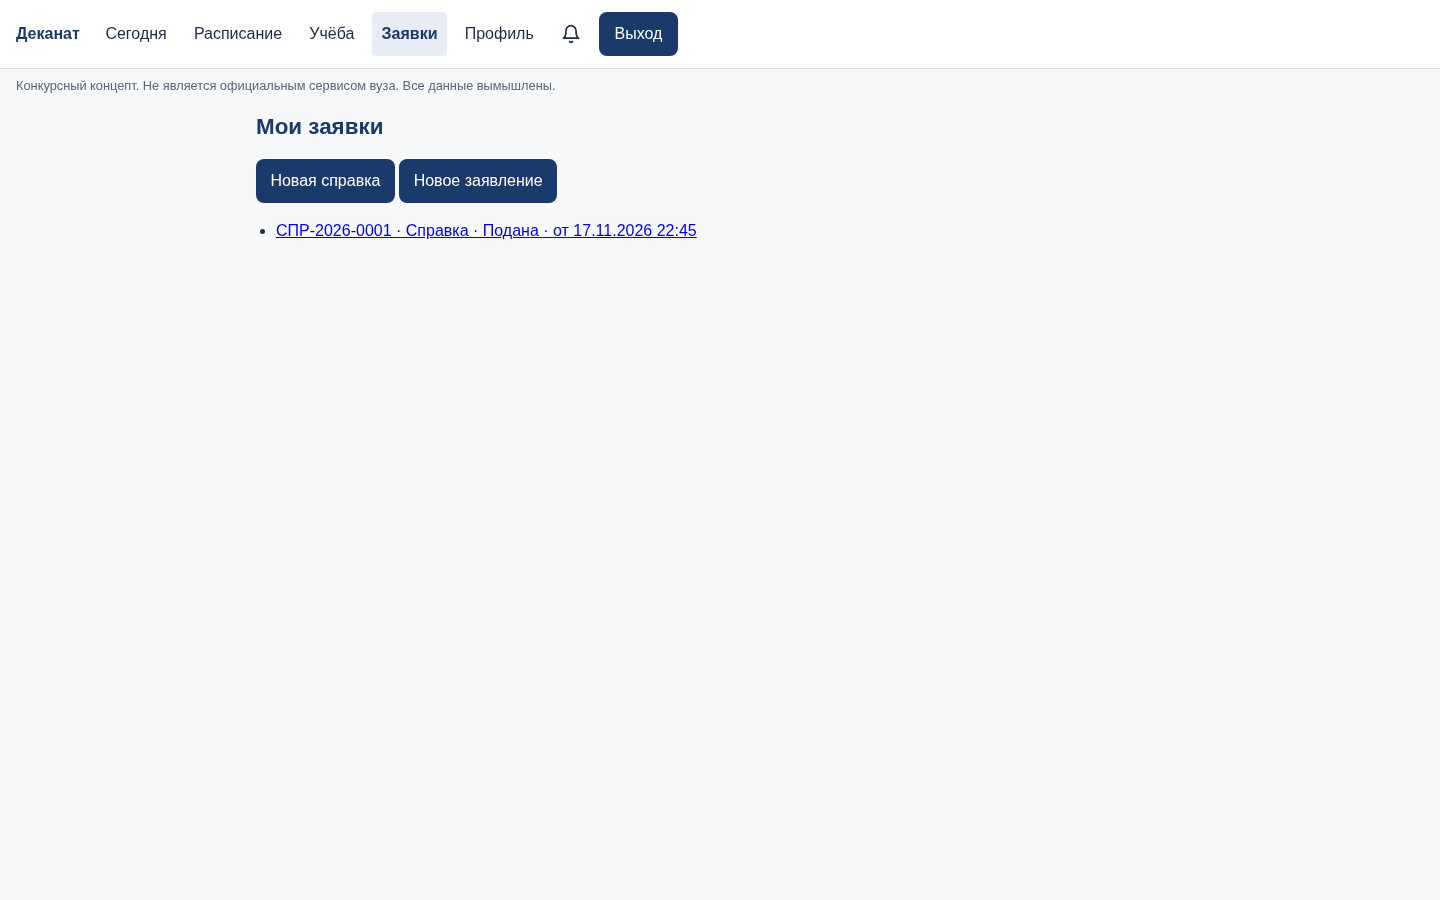 Деканат Сегодня Расписание Учёба Заявки Профиль Выход
Конкурсный концепт. Не является официальным сервисом вуза. Все данные вымышлены.
Мои заявки
Новая справка Новое заявление
СПР-2026-0001 · Справка · Подана · от 17.11.2026 22:45